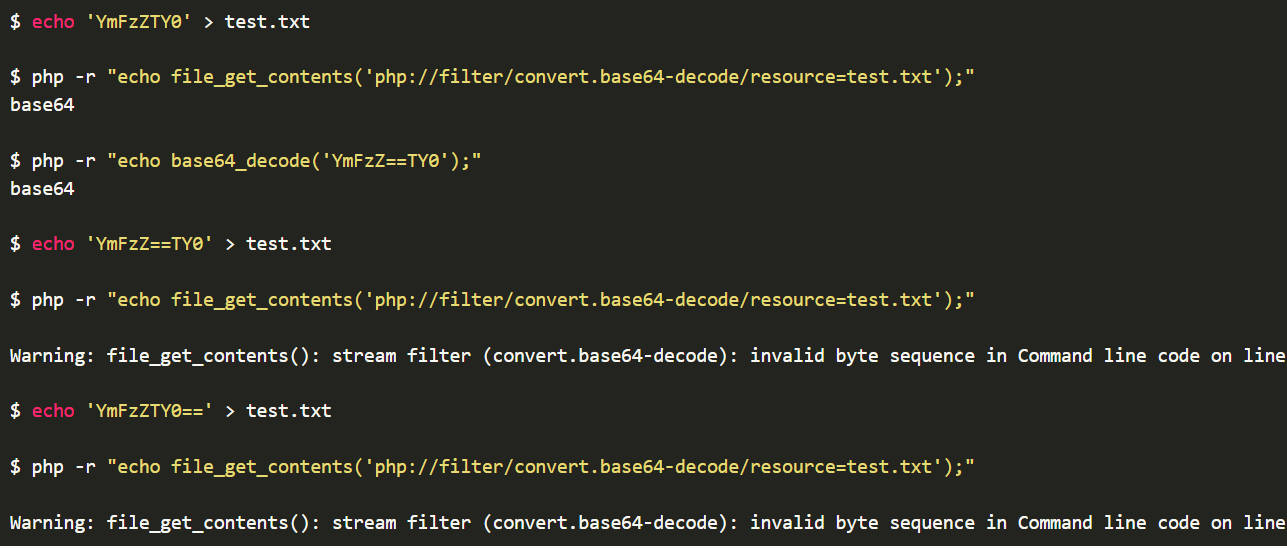 $ echo 'YmFzZTY0' > test.txt
$ php -r "echo file_get_contents('php://filter/convert.base64-decode/resource=test.txt');"
base64
$ php -r "echo base64_decode('YmFzZ==TY0');"
base64
$ echo 'YmFzZ==TY0' > test.txt
$ php -r "echo file_get_contents('php://filter/convert.base64-decode/resource=test.txt');"
Warning: file_get_contents(): stream filter (convert.base64-decode): invalid byte sequence in Command line code on line
$ echo 'YmFzZTY0==' > test.txt
$ php -r "echo file_get_contents('php://filter/convert.base64-decode/resource=test.txt');"
Warning: file_get_contents(): stream filter (convert.base64-decode): invalid byte sequence in Command line code on line